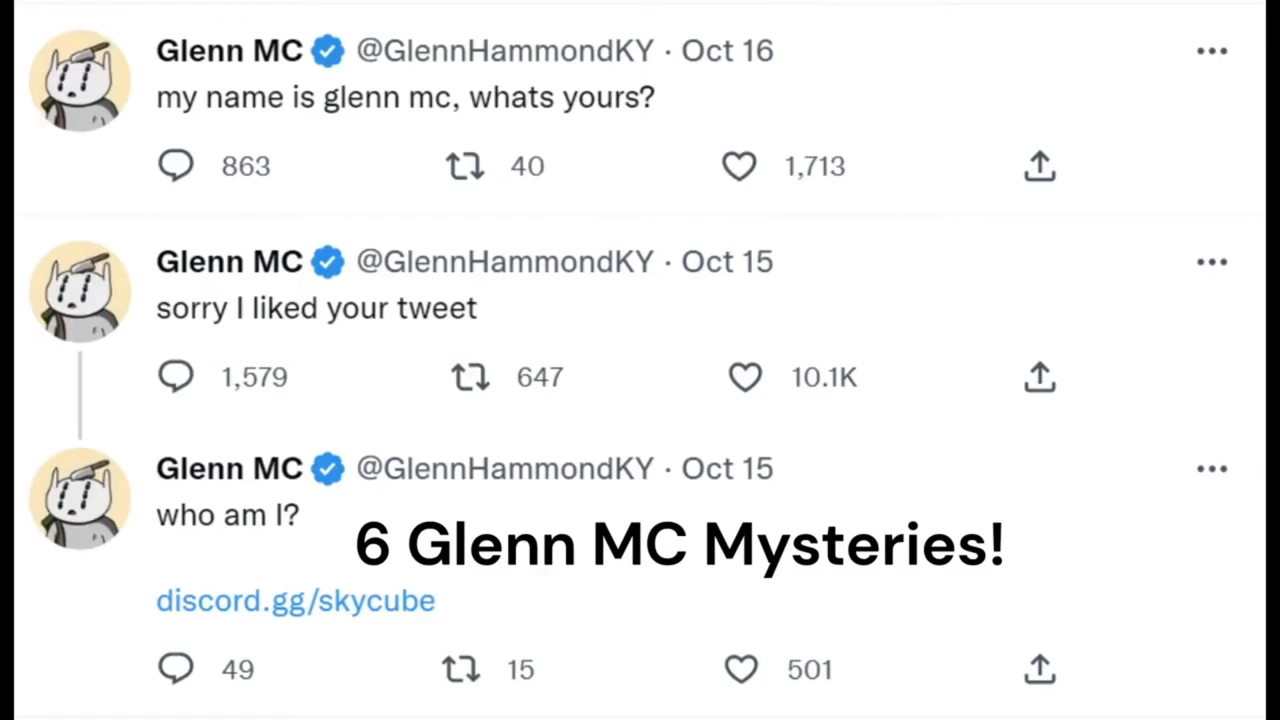 Glenn MC @GlennHammondKY · Oct 16
my name is glenn mc, whats yours?
863 40 1,713
Glenn MC @GlennHammondKY · Oct 15
sorry I liked your tweet
1,579 647 10.1K
Glenn MC @GlennHammondKY · Oct 15
who am I?
6 Glenn MC Mysteries!
discord.gg/skycube
49 15 501